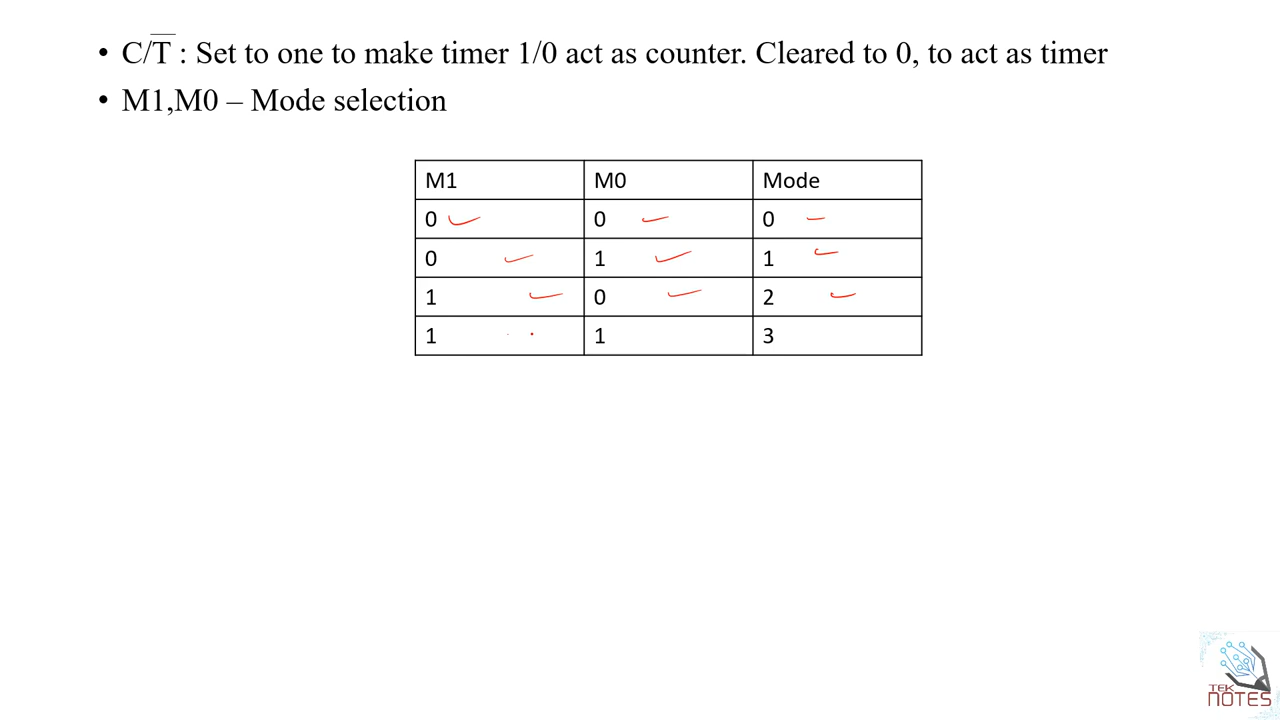 • C/T̅ : Set to one to make timer 1/0 act as counter. Cleared to 0, to act as timer
• M1,M0 – Mode selection
M1 M0 Mode
0 0 0
0 1 1
1 0 2
1 1 3
TEK
NOTES